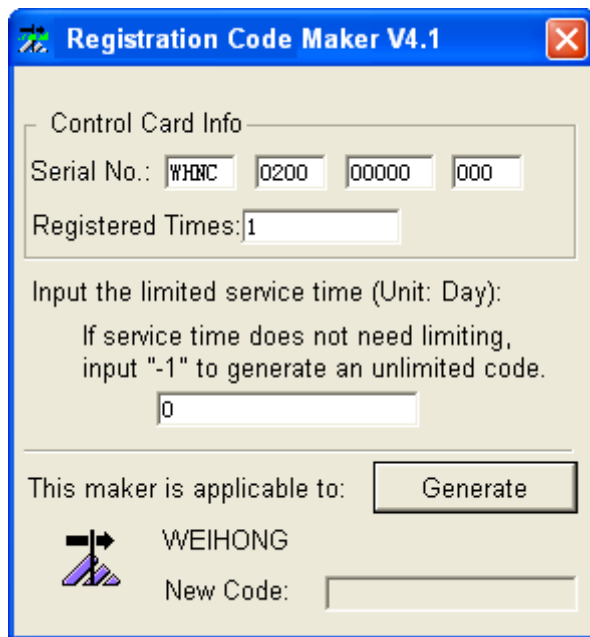 Registration Code Maker V4.1
Control Card Info
Serial No.: WHNC 0200 00000 000
Registered Times: 1
Input the limited service time (Unit: Day):
If service time does not need limiting,
input "-1" to generate an unlimited code.
0
This maker is applicable to: Generate
WEIHONG
New Code: